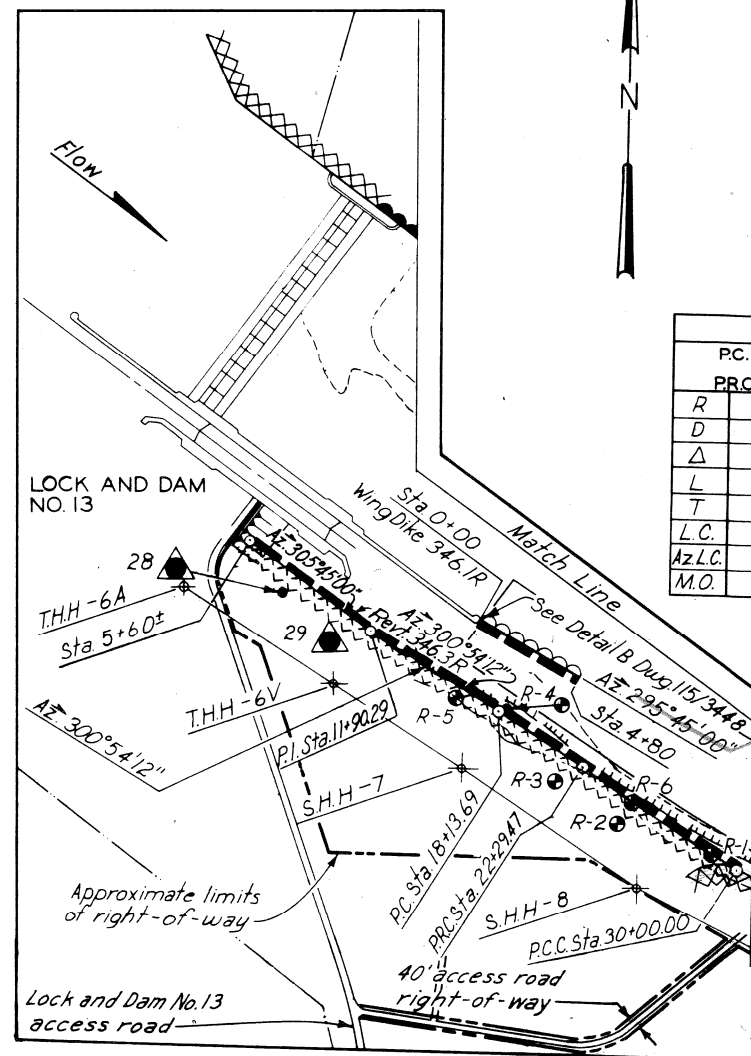 N
Flow
P.C.
P.R.C
R
D
Δ
L
T
L.C.
Az L.C.
M.O.
LOCK AND DAM
NO. 13
Sta. 0+00
Wing Dike 346.1R
Match Line
See Detail B Dwg. 115/3448
Az. 305°45'00"
Az. 300°54'12"
Rev't. 346.3 R
Az. 295°45'00"
Sta. 4+80
28
29
T.H.H-6A
Sta. 5+60±
T.H.H-6V
R-4
R-5
R-3
R-6
R-2
R-1
Az. 300°54'12"
P.I. Sta. 11+90.29
S.H.H-7
P.C. Sta. 18+13.69
P.R.C. Sta. 22+29.47
S.H.H-8
P.C.C. Sta. 30+00.00
Approximate limits
of right-of-way
40' access road
right-of-way
Lock and Dam No. 13
access road